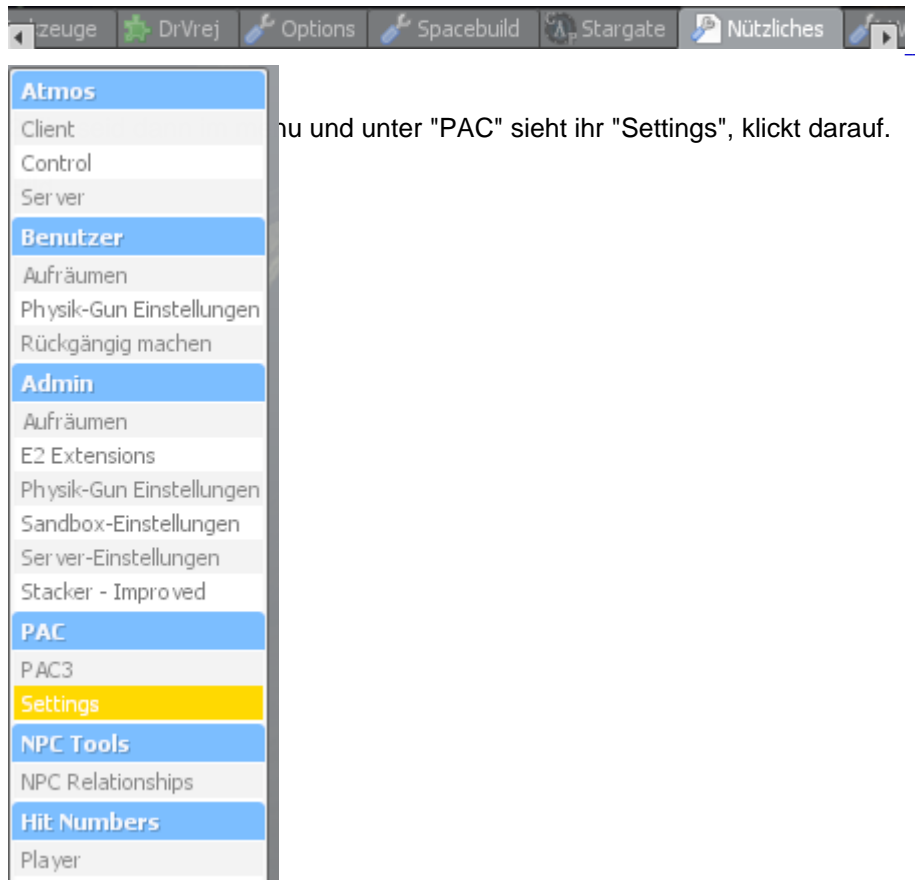 zeuge DrVrej Options Spacebuild Stargate Nützliches
Atmos
Client
nu und unter "PAC" sieht ihr "Settings", klickt darauf.
Control
Server
Benutzer
Aufräumen
Physik-Gun Einstellungen
Rückgängig machen
Admin
Aufräumen
E2 Extensions
Physik-Gun Einstellungen
Sandbox-Einstellungen
Server-Einstellungen
Stacker - Improved
PAC
PAC3
Settings
NPC Tools
NPC Relationships
Hit Numbers
Player